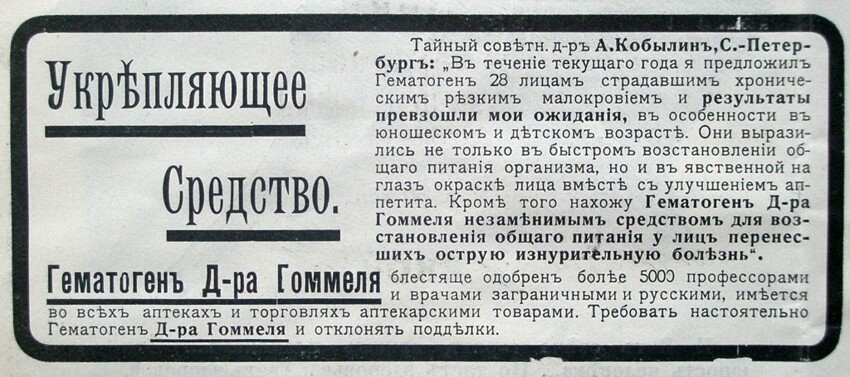 Укрѣпляющее
Средство.
Тайный совѣтн. д-ръ А.Кобылинъ,С.-Петер-
бургъ: „Въ теченіе текущаго года я предложилъ
Гематогенъ 28 лицамъ страдавшимъ хрониче-
скимъ рѣзкимъ малокровіемъ и результаты
превзошли мои ожиданія, въ особенности въ
юношескомъ и дѣтскомъ возрастѣ. Они вырази-
лись не только въ быстромъ возстановленіи об-
щаго питанія организма, но и въ явственной на
глазъ окраскѣ лица вмѣстѣ съ улучшеніемъ ап-
петита. Кромѣ того нахожу Гематогенъ Д-ра
Гоммеля незамѣнимымъ средствомъ для воз-
становленія общаго питанія у лицъ перенес-
шихъ острую изнурительную болѣзнь“.
Гематогенъ Д-ра Гоммеля блестяще одобренъ болѣе 5000 профессорами
и врачами заграничными и русскими, имѣется
во всѣхъ аптекахъ и торговляхъ аптекарскими товарами. Требовать настоятельно
Гематогенъ Д-ра Гоммеля и отклонять поддѣлки.